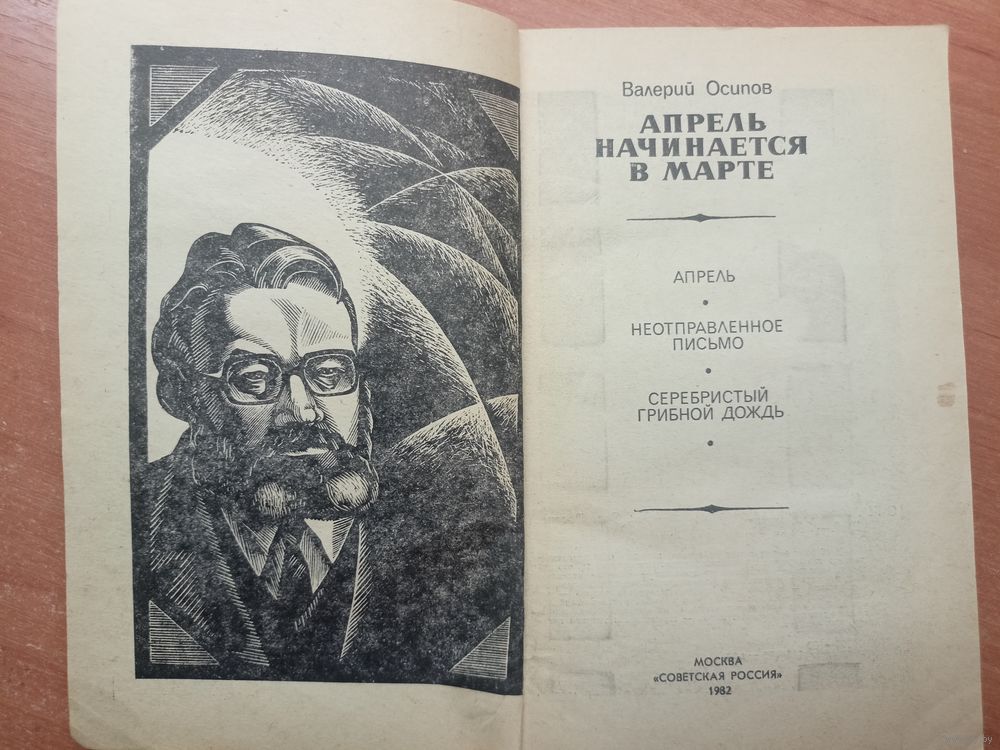 Валерий Осипов
АПРЕЛЬ
НАЧИНАЕТСЯ
В МАРТЕ
АПРЕЛЬ
•
НЕОТПРАВЛЕННОЕ
ПИСЬМО
•
СЕРЕБРИСТЫЙ
ГРИБНОЙ ДОЖДЬ
•
МОСКВА
«СОВЕТСКАЯ РОССИЯ»
1982